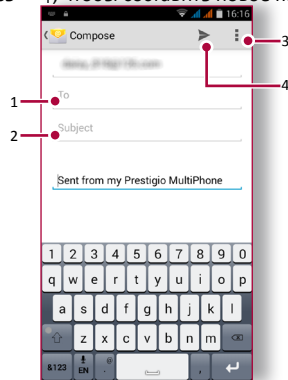 16:16
Compose
3
4
1
To
2
Subject
Sent from my Prestigio MultiPhone
1 2 3 4 5 6 7 8 9 0
q w e r t y u i o p
a s d f g h j k l
z x c v b n m
&123 EN @ . ,